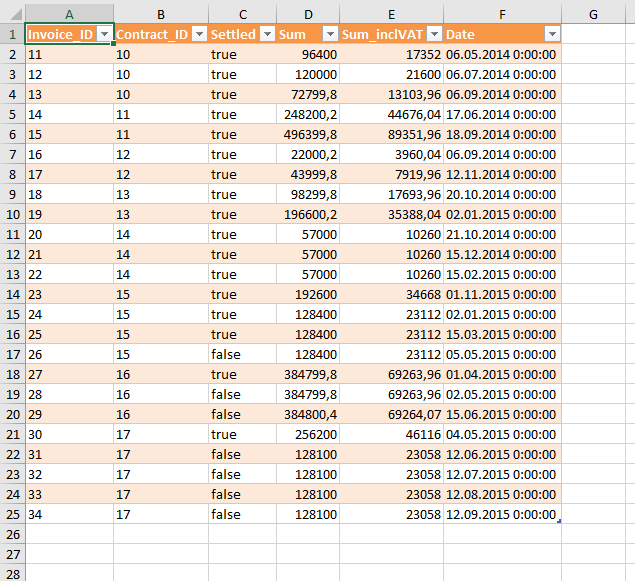 A B C D E F G
1 Invoice_ID Contract_ID Settled Sum Sum_inclVAT Date
2 11 10 true 96400 17352 06.05.2014 0:00:00
3 12 10 true 120000 21600 06.07.2014 0:00:00
4 13 10 true 72799,8 13103,96 06.09.2014 0:00:00
5 14 11 true 248200,2 44676,04 17.06.2014 0:00:00
6 15 11 true 496399,8 89351,96 18.09.2014 0:00:00
7 16 12 true 22000,2 3960,04 06.09.2014 0:00:00
8 17 12 true 43999,8 7919,96 12.11.2014 0:00:00
9 18 13 true 98299,8 17693,96 20.10.2014 0:00:00
10 19 13 true 196600,2 35388,04 02.01.2015 0:00:00
11 20 14 true 57000 10260 21.10.2014 0:00:00
12 21 14 true 57000 10260 15.12.2014 0:00:00
13 22 14 true 57000 10260 15.02.2015 0:00:00
14 23 15 true 192600 34668 01.11.2015 0:00:00
15 24 15 true 128400 23112 02.01.2015 0:00:00
16 25 15 true 128400 23112 15.03.2015 0:00:00
17 26 15 false 128400 23112 05.05.2015 0:00:00
18 27 16 true 384799,8 69263,96 01.04.2015 0:00:00
19 28 16 false 384799,8 69263,96 02.05.2015 0:00:00
20 29 16 false 384800,4 69264,07 15.06.2015 0:00:00
21 30 17 true 256200 46116 04.05.2015 0:00:00
22 31 17 false 128100 23058 12.06.2015 0:00:00
23 32 17 false 128100 23058 12.07.2015 0:00:00
24 33 17 false 128100 23058 12.08.2015 0:00:00
25 34 17 false 128100 23058 12.09.2015 0:00:00
26
27
28